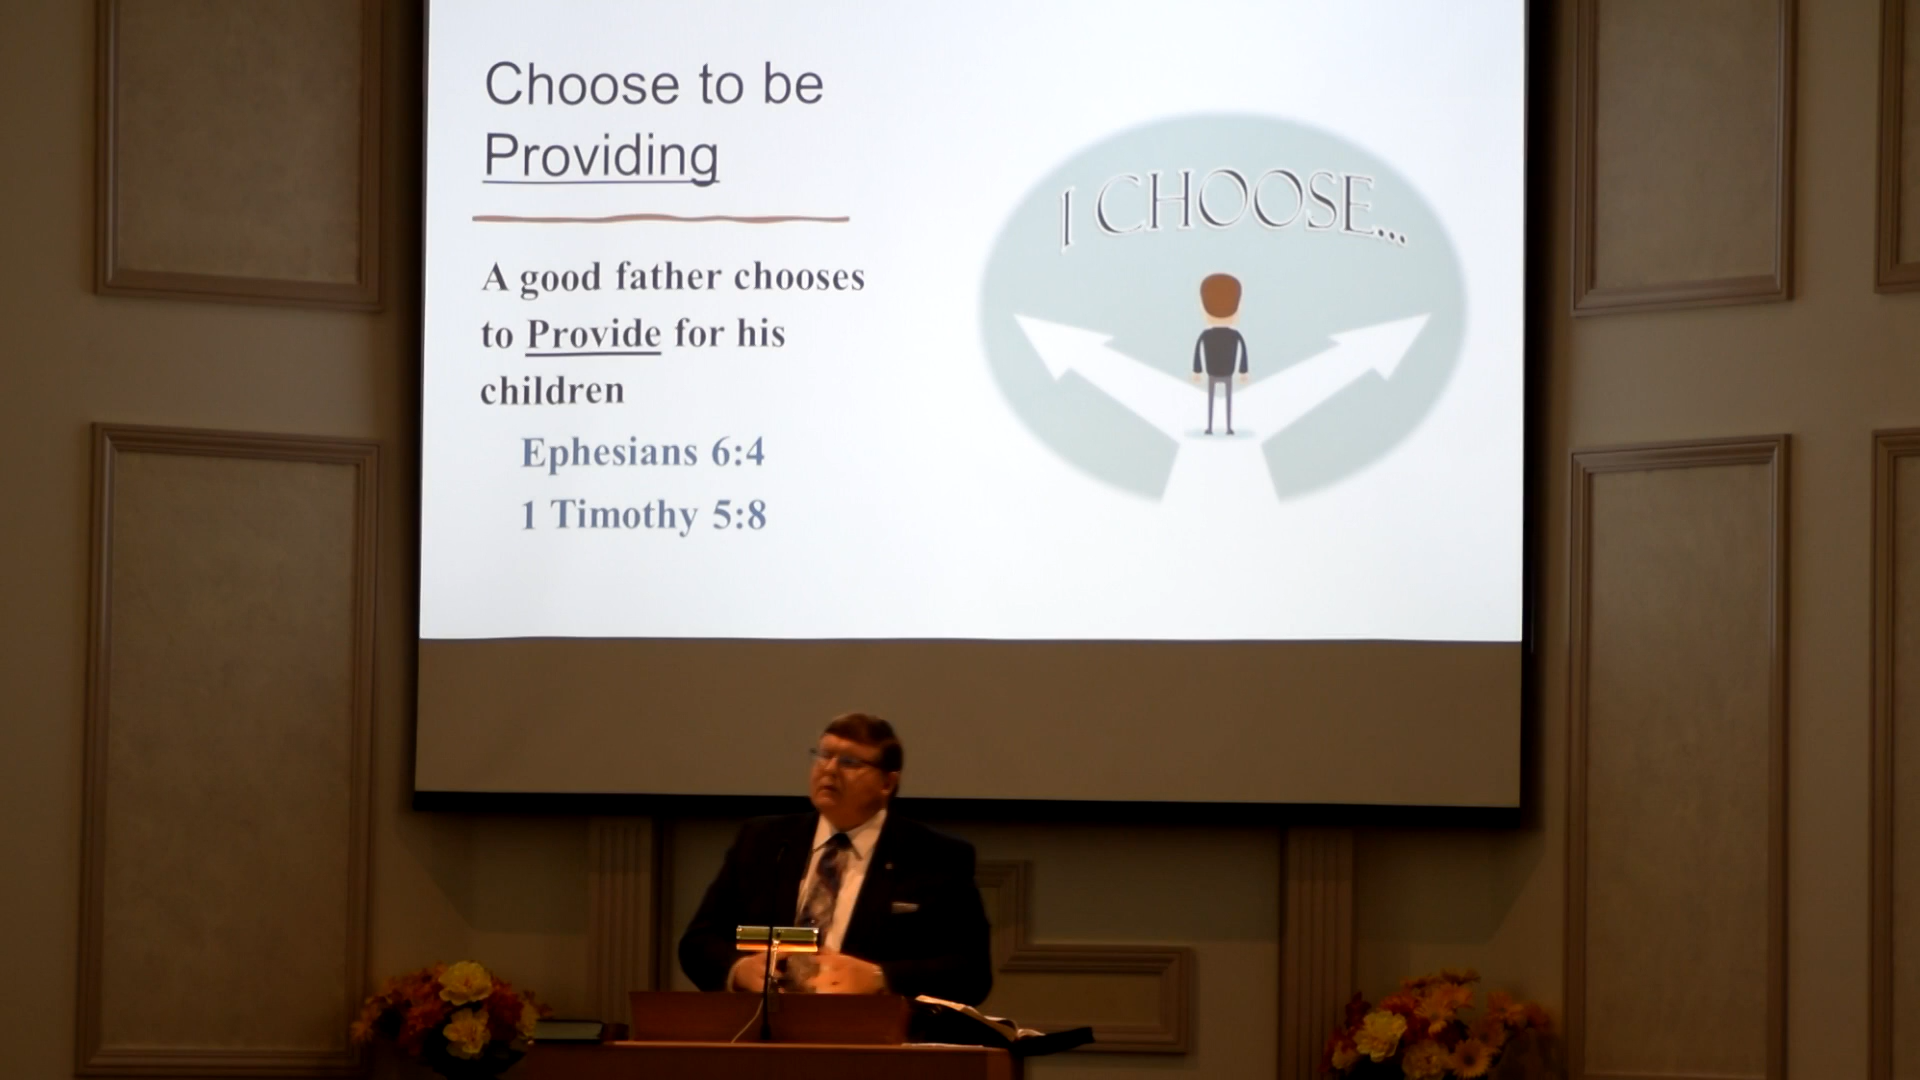 Choose to be
Providing
A good father chooses
to Provide for his
children
Ephesians 6:4
1 Timothy 5:8
I CHOOSE...